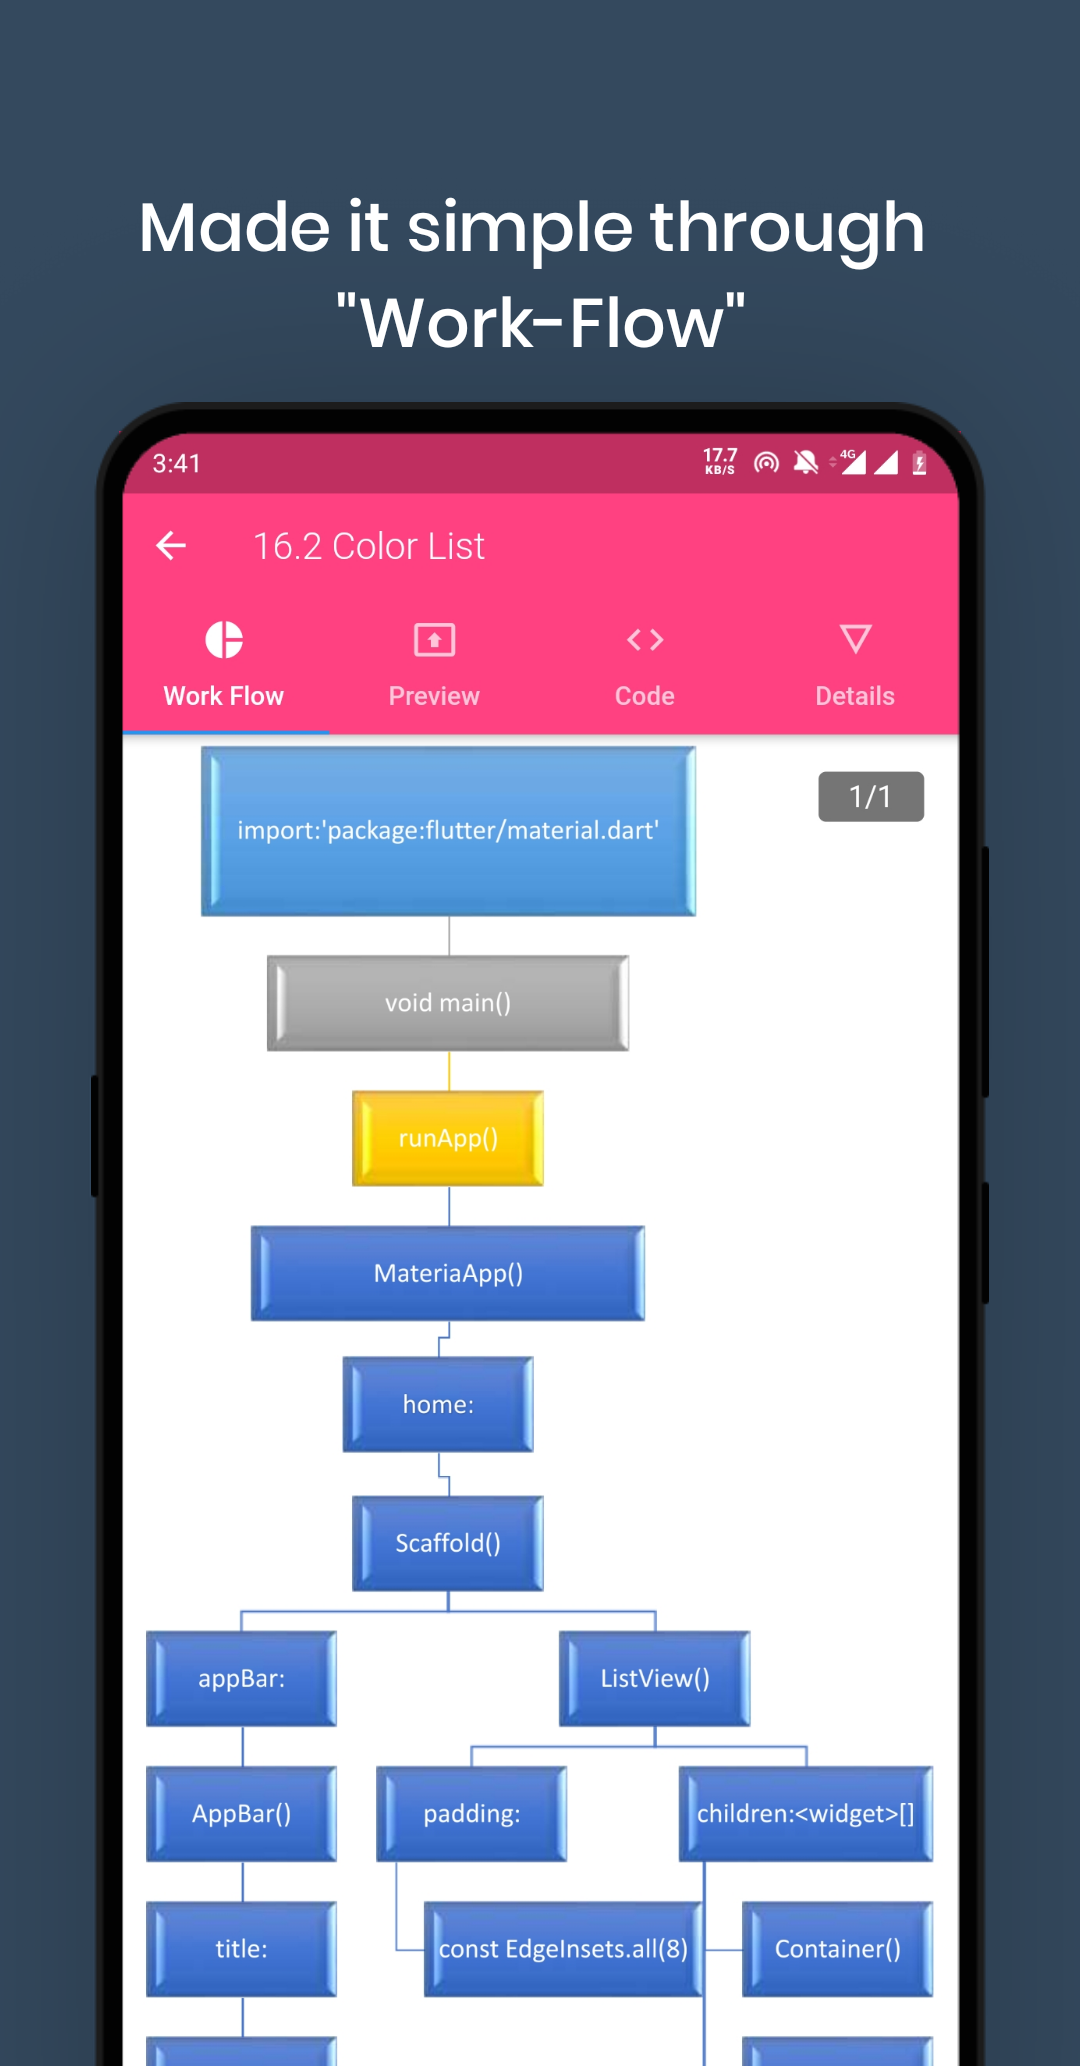 Made it simple through
"Work-Flow"
3:41
17.7
KB/S
4G
16.2 Color List
Work Flow
Preview
Code
Details
1/1
import:'package:flutter/material.dart'
void main()
runApp()
MateriaApp()
home:
Scaffold()
appBar:
ListView()
AppBar()
padding:
children:<widget>[]
title:
const EdgeInsets.all(8)
Container()